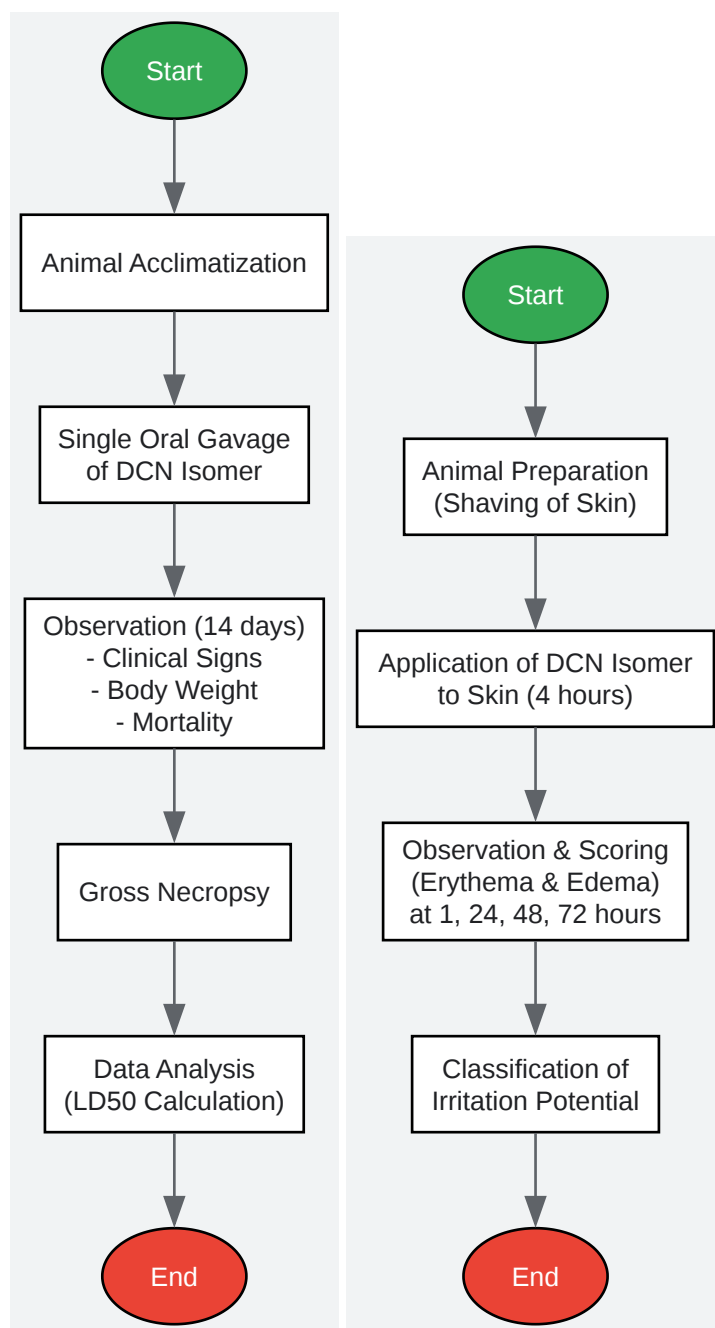 Start
Animal Acclimatization
Single Oral Gavage
of DCN Isomer
Observation (14 days)
- Clinical Signs
- Body Weight
- Mortality
Gross Necropsy
Data Analysis
(LD50 Calculation)
End
Start
Animal Preparation
(Shaving of Skin)
Application of DCN Isomer
to Skin (4 hours)
Observation & Scoring
(Erythema & Edema)
at 1, 24, 48, 72 hours
Classification of
Irritation Potential
End